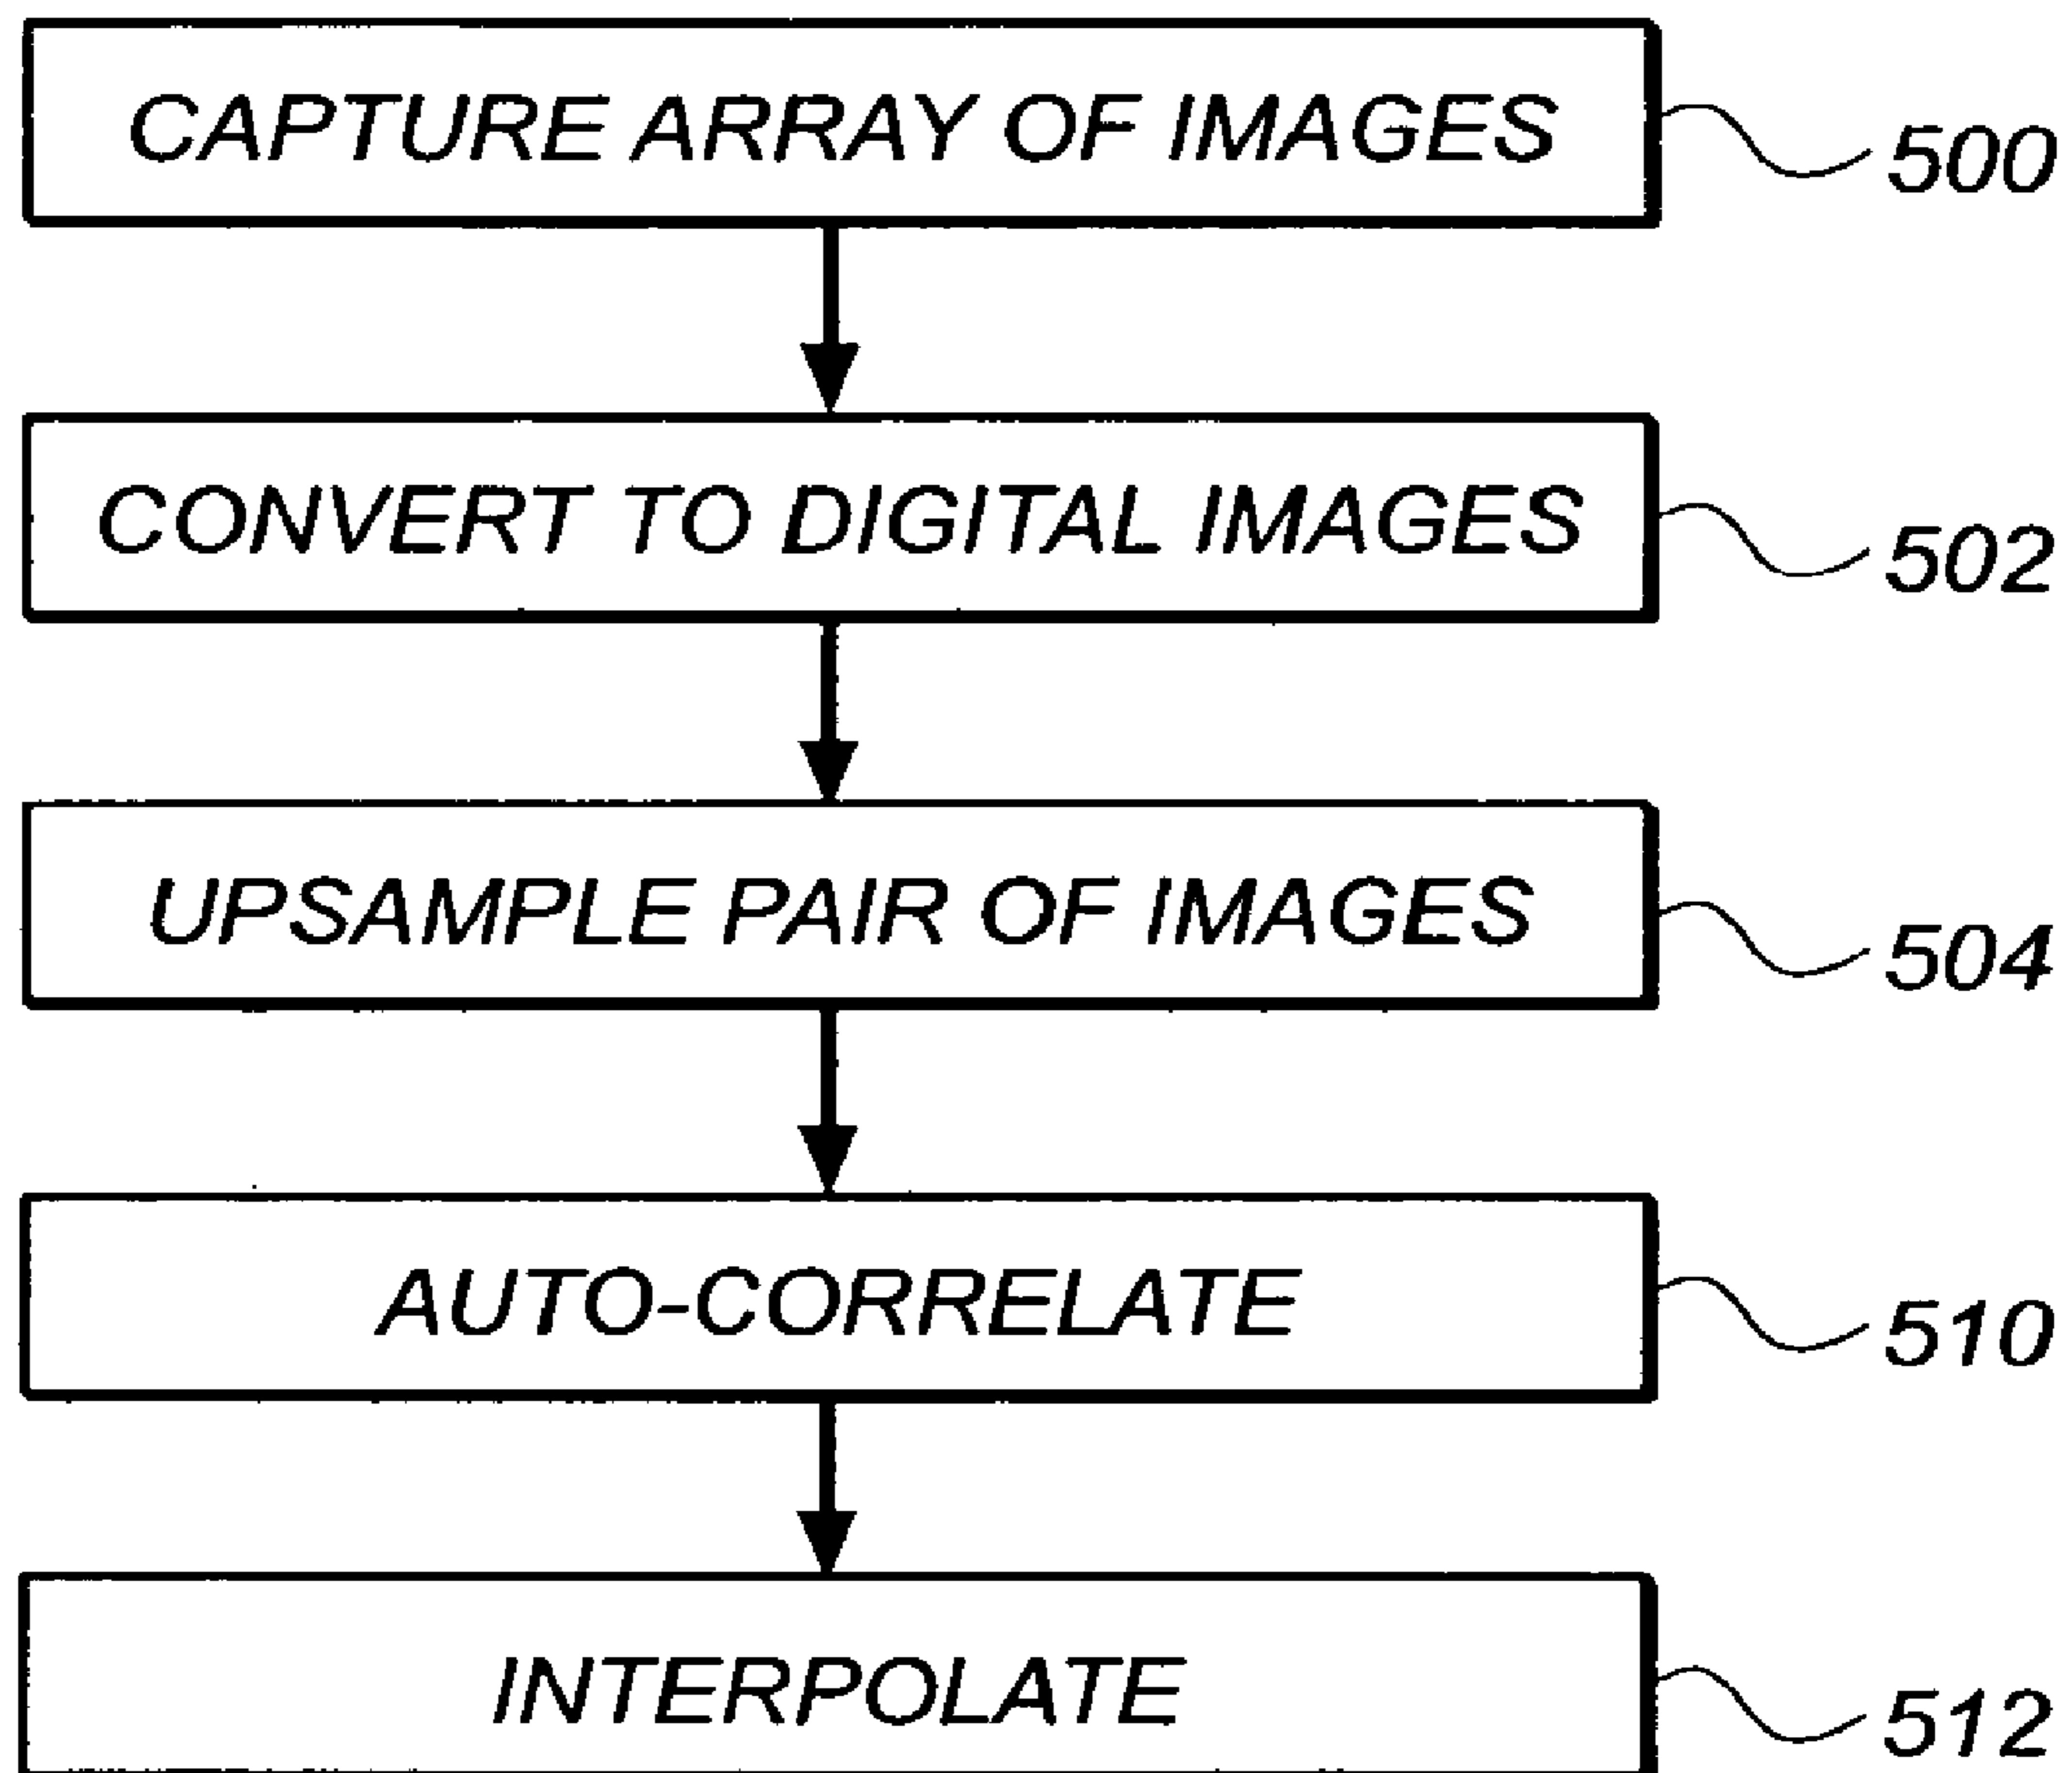 CAPTURE ARRAY OF IMAGES 500
CONVERT TO DIGITAL IMAGES 502
UPSAMPLE PAIR OF IMAGES 504
AUTO-CORRELATE 510
INTERPOLATE 512